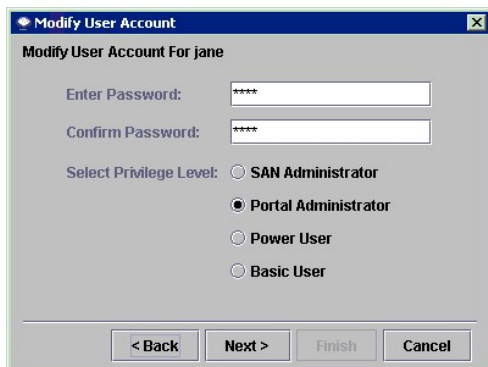 Modify User Account
Modify User Account For jane
Enter Password: ****
Confirm Password: ****
Select Privilege Level: SAN Administrator
Portal Administrator
Power User
Basic User
< Back Next > Finish Cancel